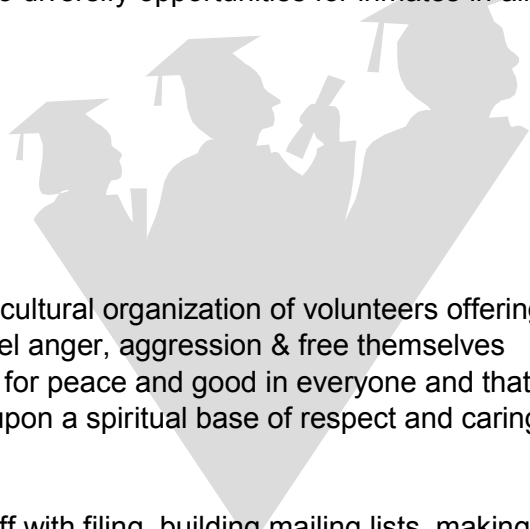 diversify opportunities for inmates in all
cultural organization of volunteers offering
el anger, aggression & free themselves
for peace and good in everyone and that
upon a spiritual base of respect and caring
ff with filing, building mailing lists, making